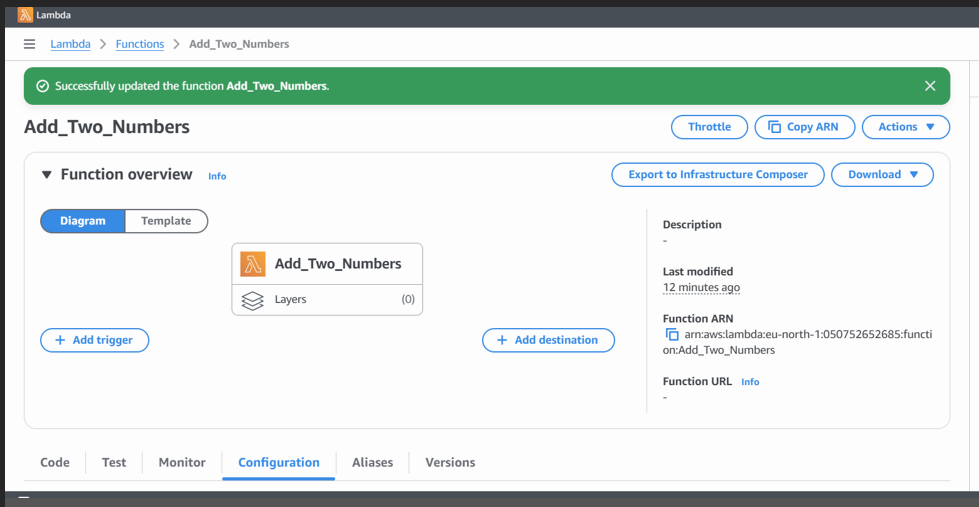 Lambda
Lambda > Functions > Add_Two_Numbers
Successfully updated the function Add_Two_Numbers.
Add_Two_Numbers
Throttle
Copy ARN
Actions
Function overview
Info
Export to Infrastructure Composer
Download
Diagram
Template
Add_Two_Numbers
Layers
(0)
+ Add trigger
+ Add destination
Description
-
Last modified
12 minutes ago
Function ARN
arn:aws:lambda:eu-north-1:050752652685:functi
on:Add_Two_Numbers
Function URL
Info
-
Code
Test
Monitor
Configuration
Aliases
Versions